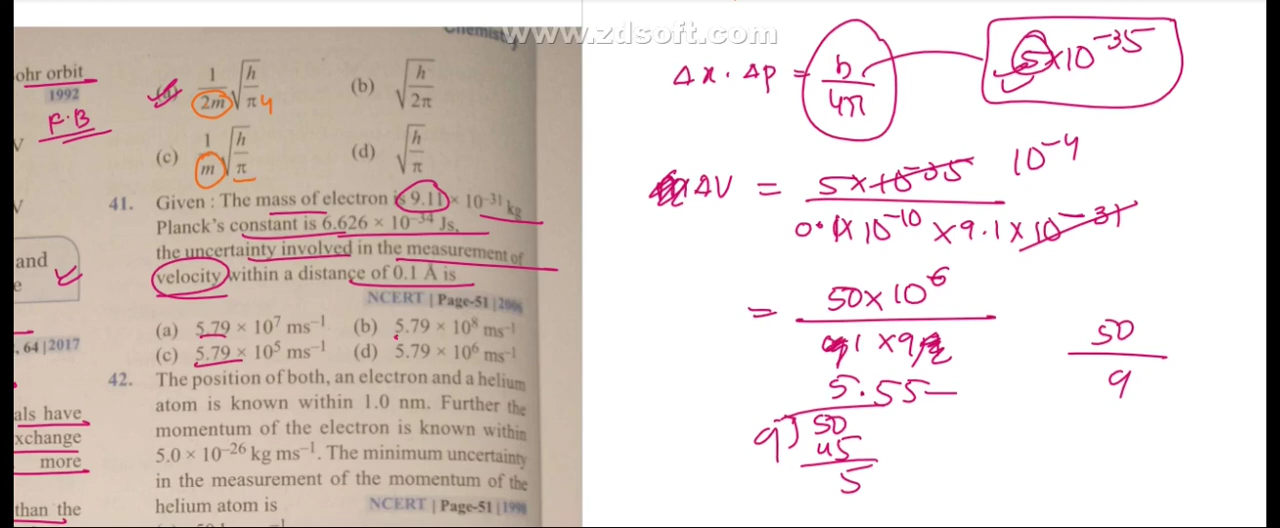 www.zdsoft.com
Chemistry
ohr orbit
1992
F.B
(a) 1/2m √h/π 4
(b) √h/2π
(c) 1/m √h/π
(d) √h/π
41. Given : The mass of electron is 9.11 × 10⁻³¹ kg
Planck's constant is 6.626 × 10⁻³⁴ Js,
the uncertainty involved in the measurement of
velocity within a distance of 0.1 Å is
NCERT | Page-51 | 2006
(a) 5.79 × 10⁷ ms⁻¹ (b) 5.79 × 10⁸ ms⁻¹
(c) 5.79 × 10⁵ ms⁻¹ (d) 5.79 × 10⁶ ms⁻¹
42. The position of both, an electron and a helium
atom is known within 1.0 nm. Further the
momentum of the electron is known within
5.0 × 10⁻²⁶ kg ms⁻¹. The minimum uncertainty
in the measurement of the momentum of the
helium atom is NCERT | Page-51 | 1998
and
e
, 64 | 2017
als have
xchange
more
than the
Δx . Δp = h/4π
5×10⁻³⁵
ΔV = 5×10⁻³⁵ 10⁻⁴
0.1×10⁻¹⁰ × 9.1×10⁻³¹
= 50×10⁶
1 × 9
50
9
5.55
9)50
45
5